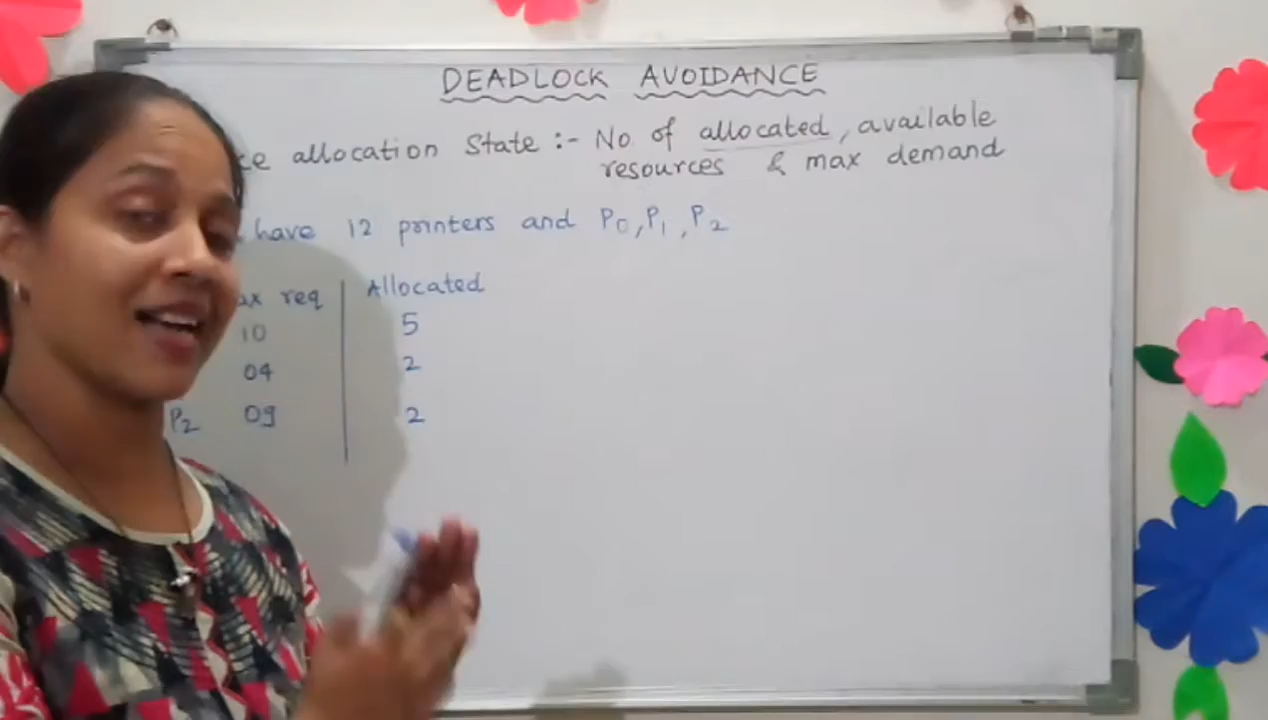 DEADLOCK AVOIDANCE
allocation State :- No of allocated, available
resources & max demand
have 12 printers and P0, P1, P2
req | Allocated
10 | 5
04 | 2
P2 09 | 2